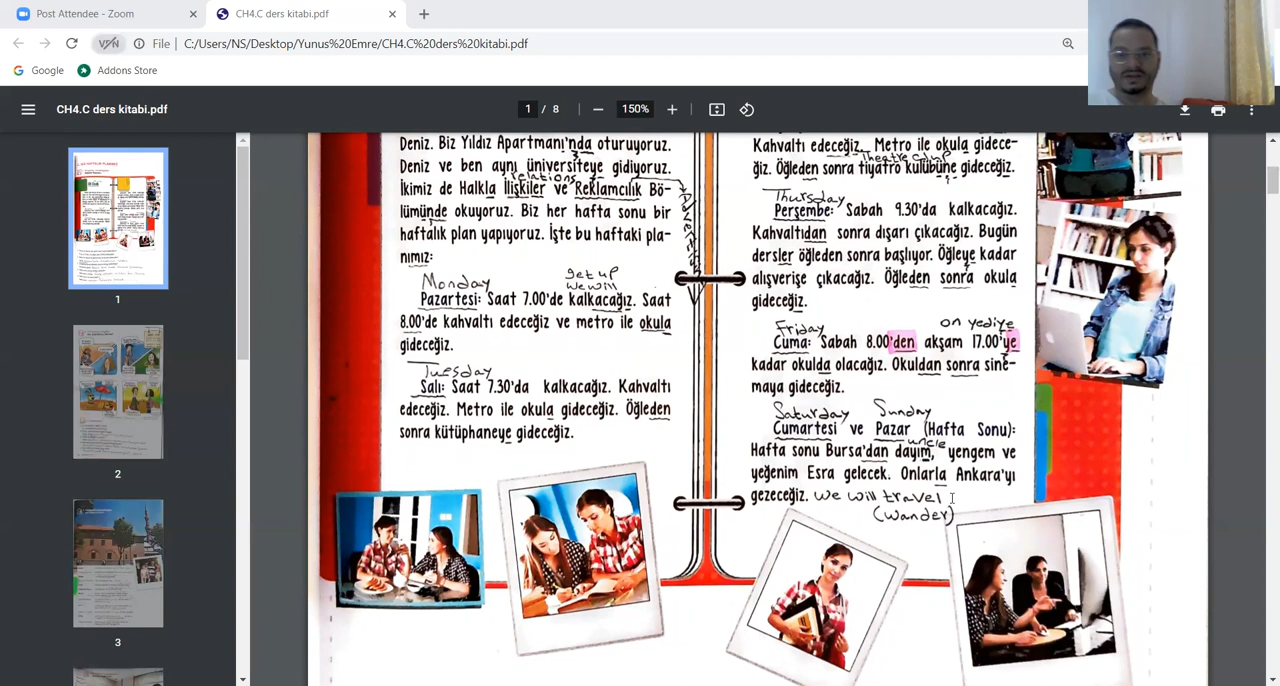 Post Attendee - Zoom
CH4.C ders kitabi.pdf
VPN
File
C:/Users/NS/Desktop/Yunus%20Emre/CH4.C%20ders%20kitabi.pdf
Google
Addons Store
CH4.C ders kitabi.pdf
1 / 8
150%
1
2
3
Deniz. Biz Yıldız Apartmanı'nda oturuyoruz.
Deniz ve ben aynı üniversiteye gidiyoruz.
relations
İkimiz de Halkla İlişkiler ve Reklamcılık Bö-
lümünde okuyoruz. Biz her hafta sonu bir
haftalık plan yapıyoruz. İşte bu haftaki pla-
nımız:
Monday
get up
we will
Pazartesi: Saat 7.00'de kalkacağız. Saat
8.00'de kahvaltı edeceğiz ve metro ile okula
gideceğiz.
Tuesday
Salı: Saat 7.30'da kalkacağız. Kahvaltı
edeceğiz. Metro ile okula gideceğiz. Öğleden
sonra kütüphaneye gideceğiz.
Kahvaltı edeceğiz. Metro ile okula gidece-
Theatre camp
ğiz. Öğleden sonra tiyatro kulübüne gideceğiz.
Thursday
Perşembe: Sabah 9.30'da kalkacağız.
Kahvaltıdan sonra dışarı çıkacağız. Bugün
dersler öğleden sonra başlıyor. Öğleye kadar
alışverişe çıkacağız. Öğleden sonra okula
gideceğiz.
Friday
on yediye
Cuma: Sabah 8.00'den akşam 17.00'ye
kadar okulda olacağız. Okuldan sonra sine-
maya gideceğiz.
Saturday Sunday
Cumartesi ve Pazar (Hafta Sonu):
uncle
Hafta sonu Bursa'dan dayım, yengem ve
yeğenim Esra gelecek. Onlarla Ankara'yı
gezeceğiz. we will travel
(wander)